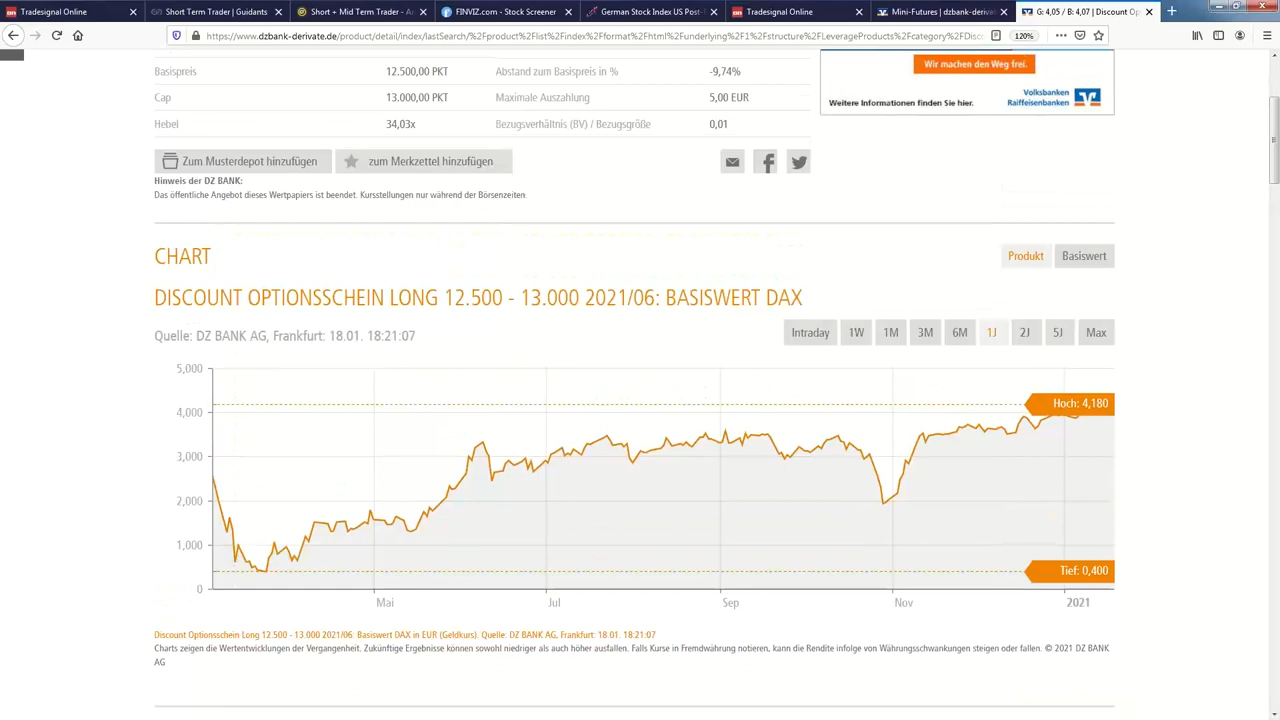 Tradesignal Online
Short Term Trader | Guidants
Short + Mid Term Trader - A
FINVIZ.com - Stock Screener
German Stock Index US Post-
Tradesignal Online
Mini-Futures | dzbank-derivate.d
G: 4,05 / B: 4,07 | Discount Op
https://www.dzbank-derivate.de/product/detail/index/lastSearch/%2Fproduct%2Flist%2Findex%2Fformat%2Fhtml%2Funderlying%2F1%2Fstructure%2FLeverageProducts%2Fcategory%2FDisc
120%
Basispreis 12.500,00 PKT Abstand zum Basispreis in % -9,74%
Cap 13.000,00 PKT Maximale Auszahlung 5,00 EUR
Hebel 34,03x Bezugsverhältnis (BV) / Bezugsgröße 0,01
Wir machen den Weg frei.
Weitere Informationen finden Sie hier.
Volksbanken
Raiffeisenbanken
Zum Musterdepot hinzufügen
zum Merkzettel hinzufügen
Hinweis der DZ BANK:
Das öffentliche Angebot dieses Wertpapiers ist beendet. Kursstellungen nur während der Börsenzeiten
CHART
Produkt Basiswert
DISCOUNT OPTIONSSCHEIN LONG 12.500 - 13.000 2021/06: BASISWERT DAX
Quelle: DZ BANK AG, Frankfurt: 18.01. 18:21:07
Intraday 1W 1M 3M 6M 1J 2J 5J Max
5,000
4,000
3,000
2,000
1,000
0
Hoch: 4,180
Tief: 0,400
Mai Jul Sep Nov 2021
Discount Optionsschein Long 12.500 - 13.000 2021/06: Basiswert DAX in EUR (Geldkurs). Quelle: DZ BANK AG, Frankfurt: 18.01. 18:21:07
Charts zeigen die Wertentwicklungen der Vergangenheit. Zukünftige Ergebnisse können sowohl niedriger als auch höher ausfallen. Falls Kurse in Fremdwährung notieren, kann die Rendite infolge von Währungsschwankungen steigen oder fallen. © 2021 DZ BANK
AG